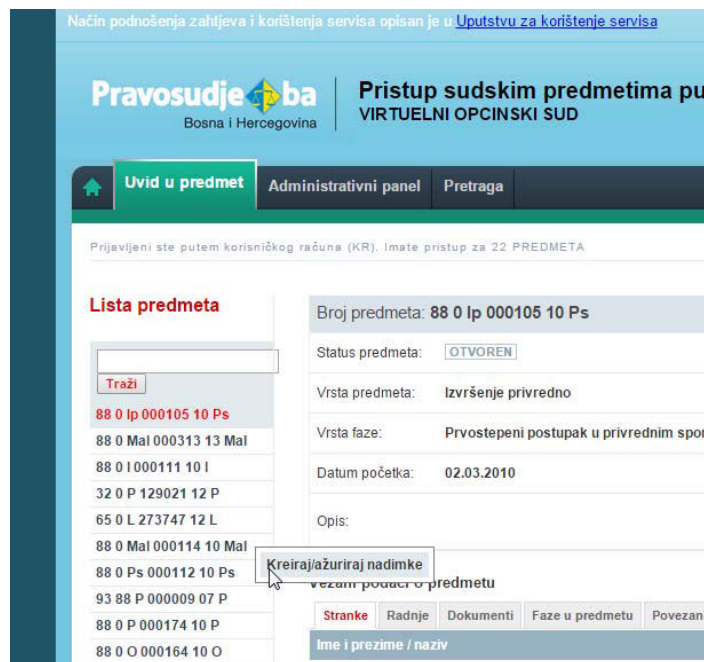 Način podnošenja zahtjeva i korištenja servisa opisan je u Uputstvu za korištenje servisa
Pravosudje ba
Bosna i Hercegovina
Pristup sudskim predmetima pu
VIRTUELNI OPCINSKI SUD
Uvid u predmet
Administrativni panel
Pretraga
Prijavljeni ste putem korisničkog računa (KR). Imate pristup za 22 PREDMETA
Lista predmeta
Traži
88 0 Ip 000105 10 Ps
88 0 Mal 000313 13 Mal
88 0 I 000111 10 I
32 0 P 129021 12 P
65 0 L 273747 12 L
88 0 Mal 000114 10 Mal
88 0 Ps 000112 10 Ps
93 88 P 000009 07 P
88 0 P 000174 10 P
88 0 O 000164 10 O
Kreiraj/ažuriraj nadimke
Broj predmeta: 88 0 Ip 000105 10 Ps
Status predmeta: OTVOREN
Vrsta predmeta: Izvršenje privredno
Vrsta faze: Prvostepeni postupak u privrednim spor
Datum početka: 02.03.2010
Opis:
Vezani podaci o predmetu
Stranke Radnje Dokumenti Faze u predmetu Povezan
Ime i prezime / naziv